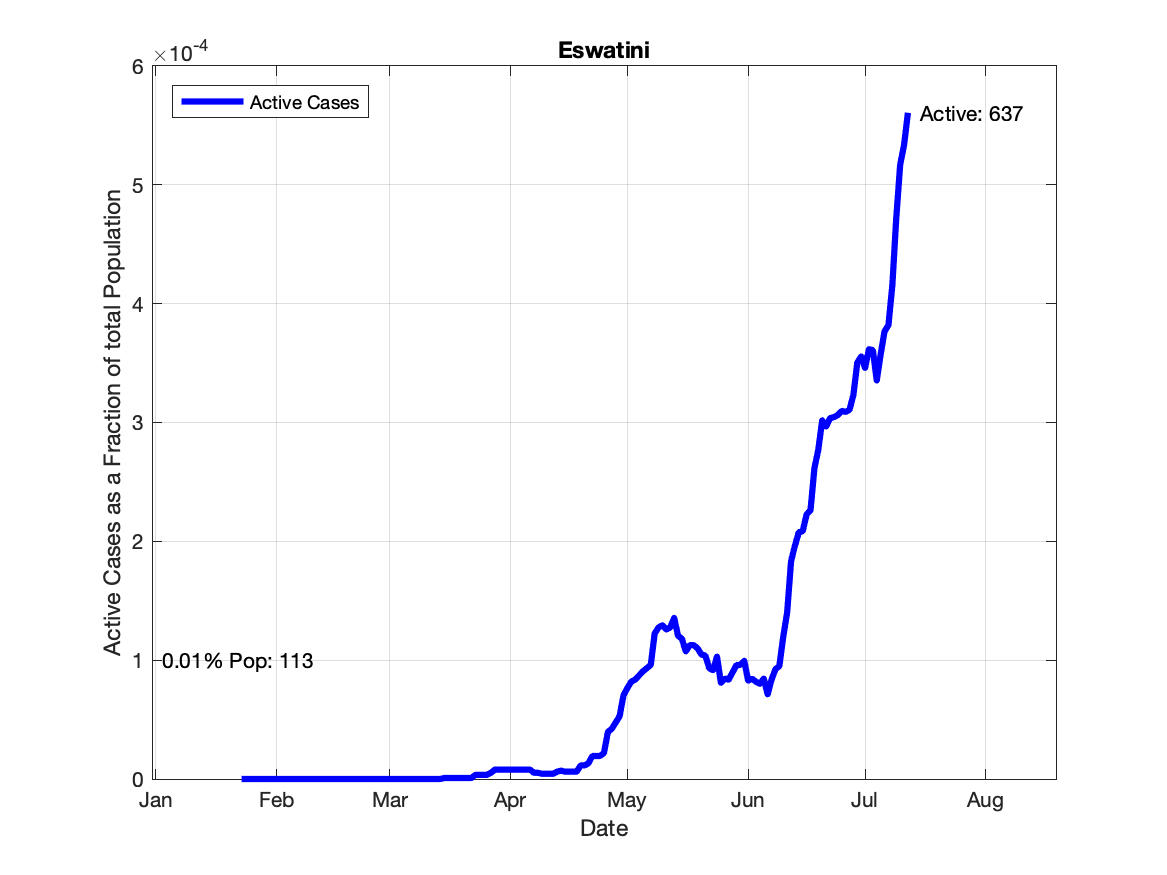 Eswatini
×10⁻⁴
6
Active Cases
Active: 637
5
4
3
2
1
0.01% Pop: 113
0
Active Cases as a Fraction of total Population
Jan Feb Mar Apr May Jun Jul Aug
Date